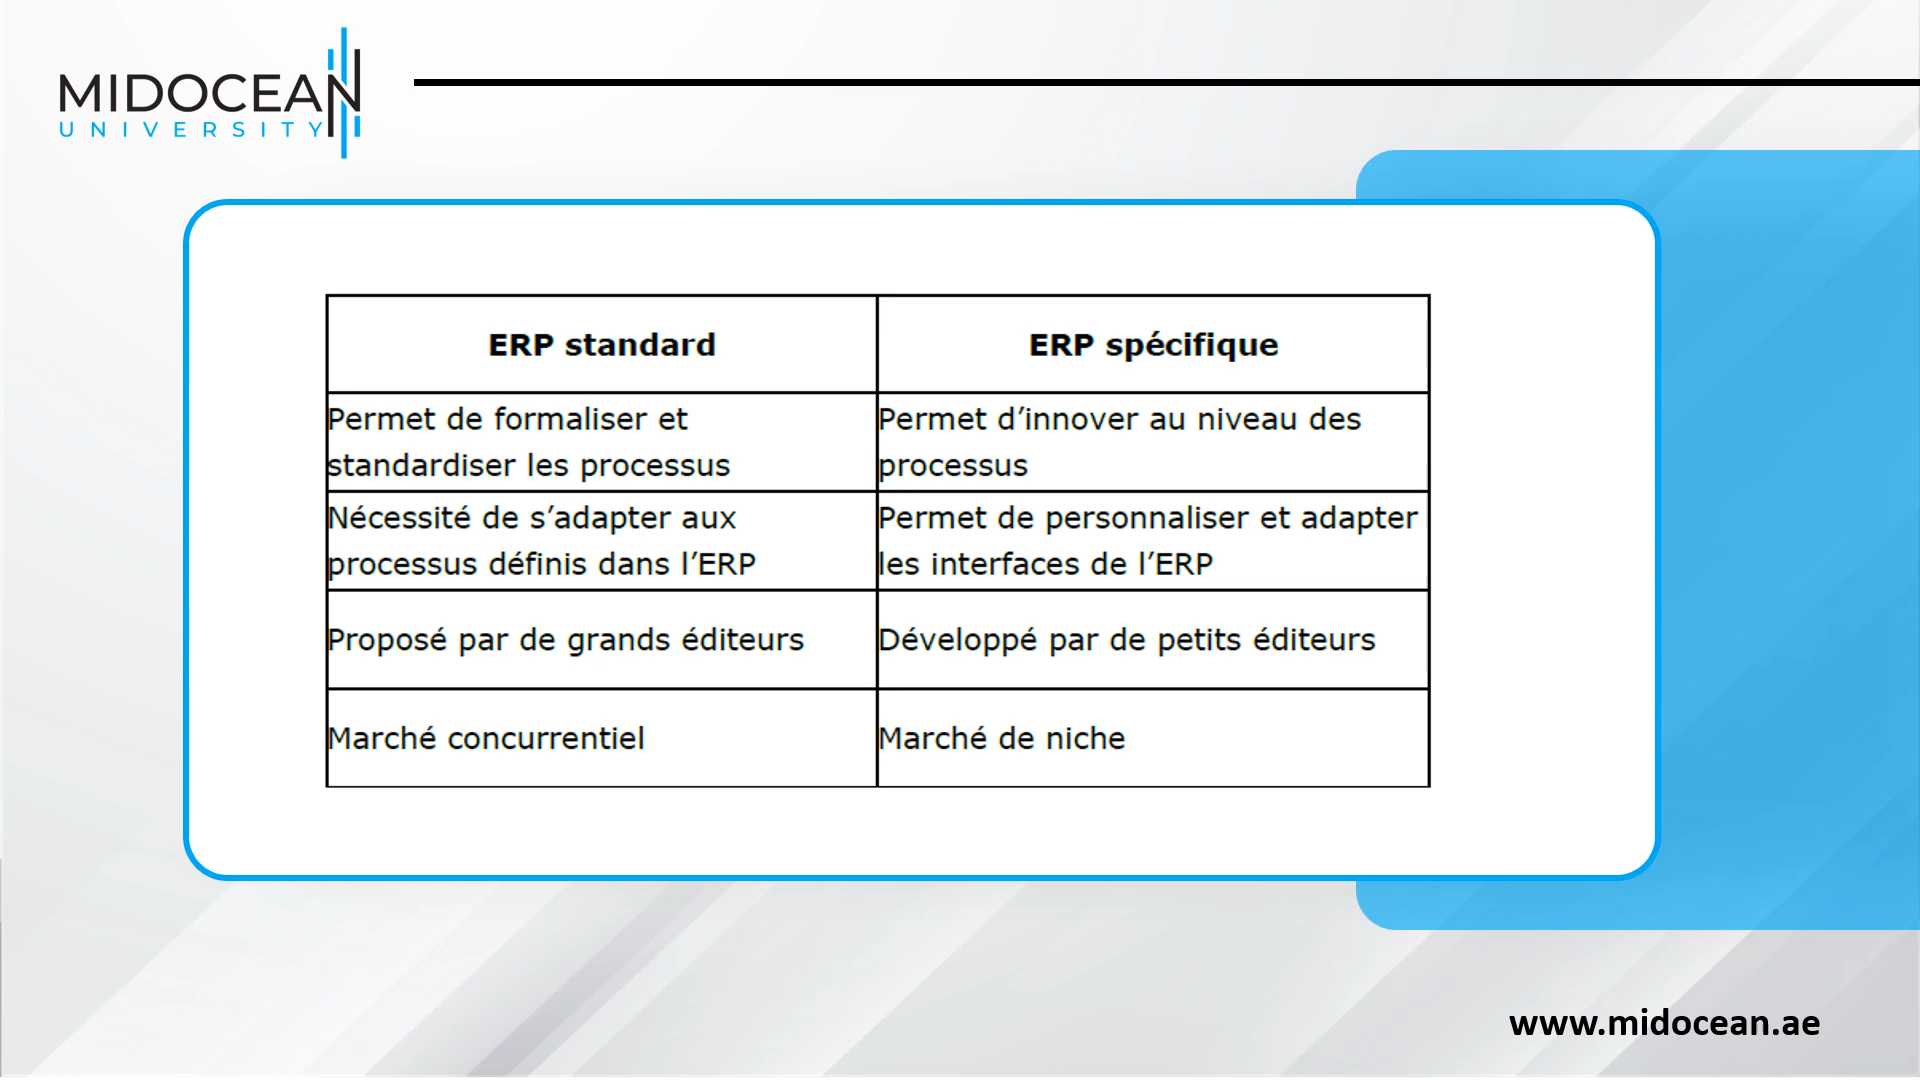 MIDOCEAN
UNIVERSITY
ERP standard
ERP spécifique
Permet de formaliser et
standardiser les processus
Permet d’innover au niveau des
processus
Nécessité de s’adapter aux
processus définis dans l’ERP
Permet de personnaliser et adapter
les interfaces de l’ERP
Proposé par de grands éditeurs
Développé par de petits éditeurs
Marché concurrentiel
Marché de niche
www.midocean.ae